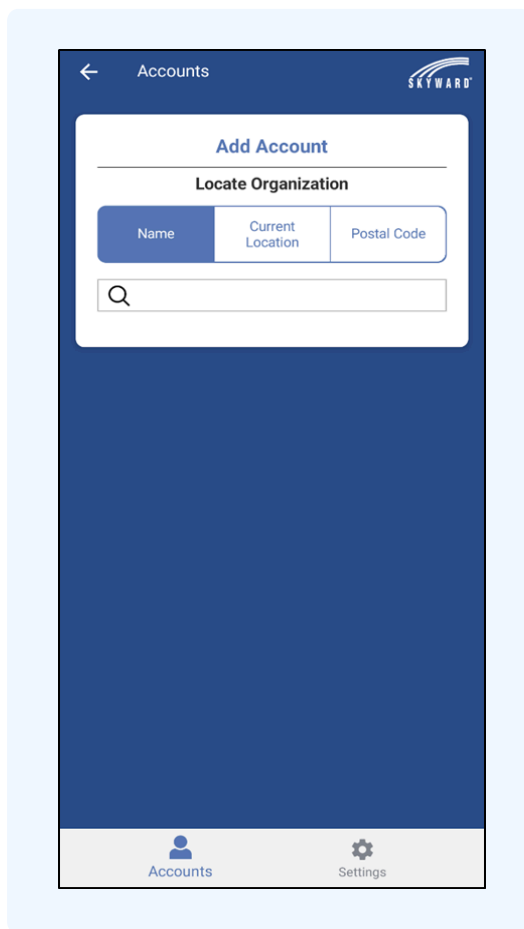 Accounts
SKYWARD
Add Account
Locate Organization
Name
Current
Location
Postal Code
Accounts
Settings